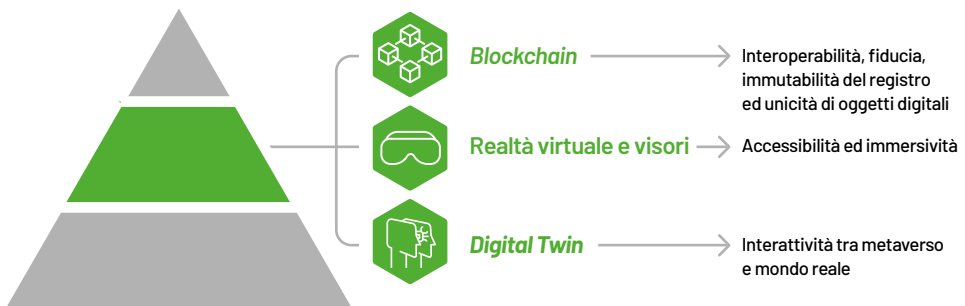 Blockchain
Interoperabilità, fiducia,
immutabilità del registro
ed unicità di oggetti digitali
Realtà virtuale e visori
Accessibilità ed immersività
Digital Twin
Interattività tra metaverso
e mondo reale